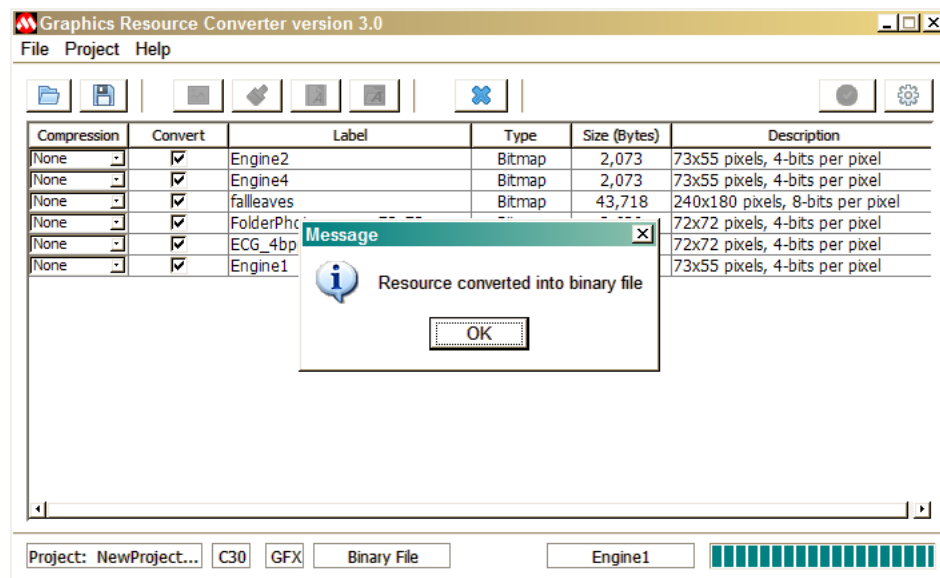 Graphics Resource Converter version 3.0
File Project Help
Compression Convert Label Type Size (Bytes) Description
None Engine2 Bitmap 2,073 73x55 pixels, 4-bits per pixel
None Engine4 Bitmap 2,073 73x55 pixels, 4-bits per pixel
None fallleaves Bitmap 43,718 240x180 pixels, 8-bits per pixel
None 72x72 pixels, 4-bits per pixel
None ECG_4bp 72x72 pixels, 4-bits per pixel
None Engine1 73x55 pixels, 4-bits per pixel
Message
Resource converted into binary file
OK
Project: NewProject... C30 GFX Binary File Engine1